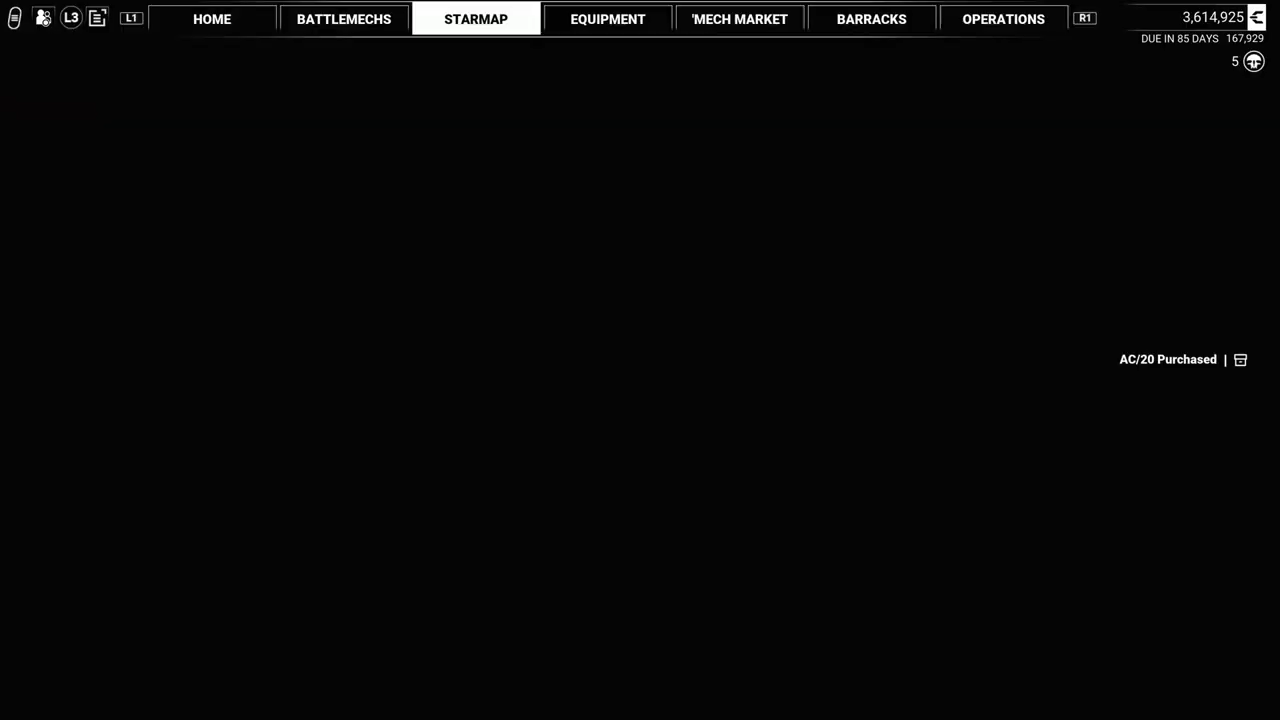 L3 L1 HOME BATTLEMECHS STARMAP EQUIPMENT 'MECH MARKET BARRACKS OPERATIONS R1 3,614,925
DUE IN 85 DAYS 167,929
5
AC/20 Purchased |